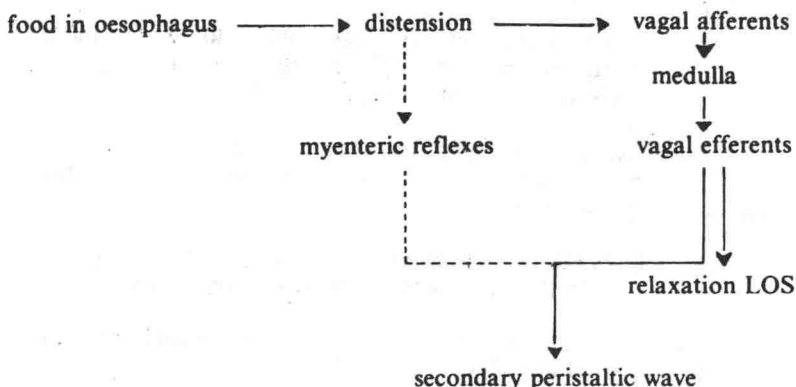 food in oesophagus distension vagal afferents
medulla
myenteric reflexes vagal efferents
relaxation LOS
secondary peristaltic wave